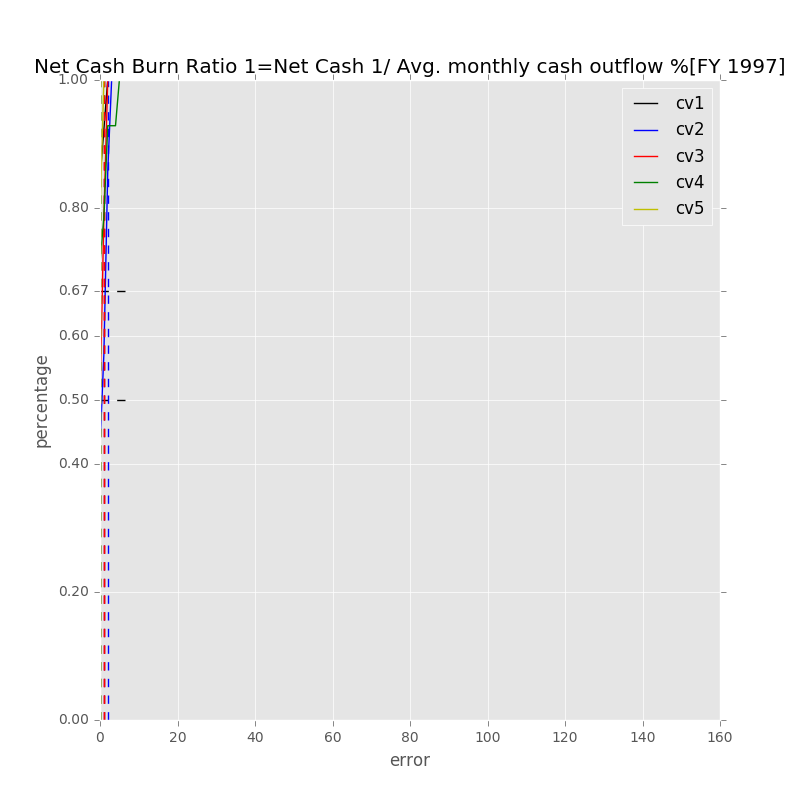 Net Cash Burn Ratio 1=Net Cash 1/ Avg. monthly cash outflow %[FY 1997]
1.00
0.80
0.67
0.60
0.50
0.40
0.20
0.00
percentage
cv1
cv2
cv3
cv4
cv5
0 20 40 60 80 100 120 140 160
error